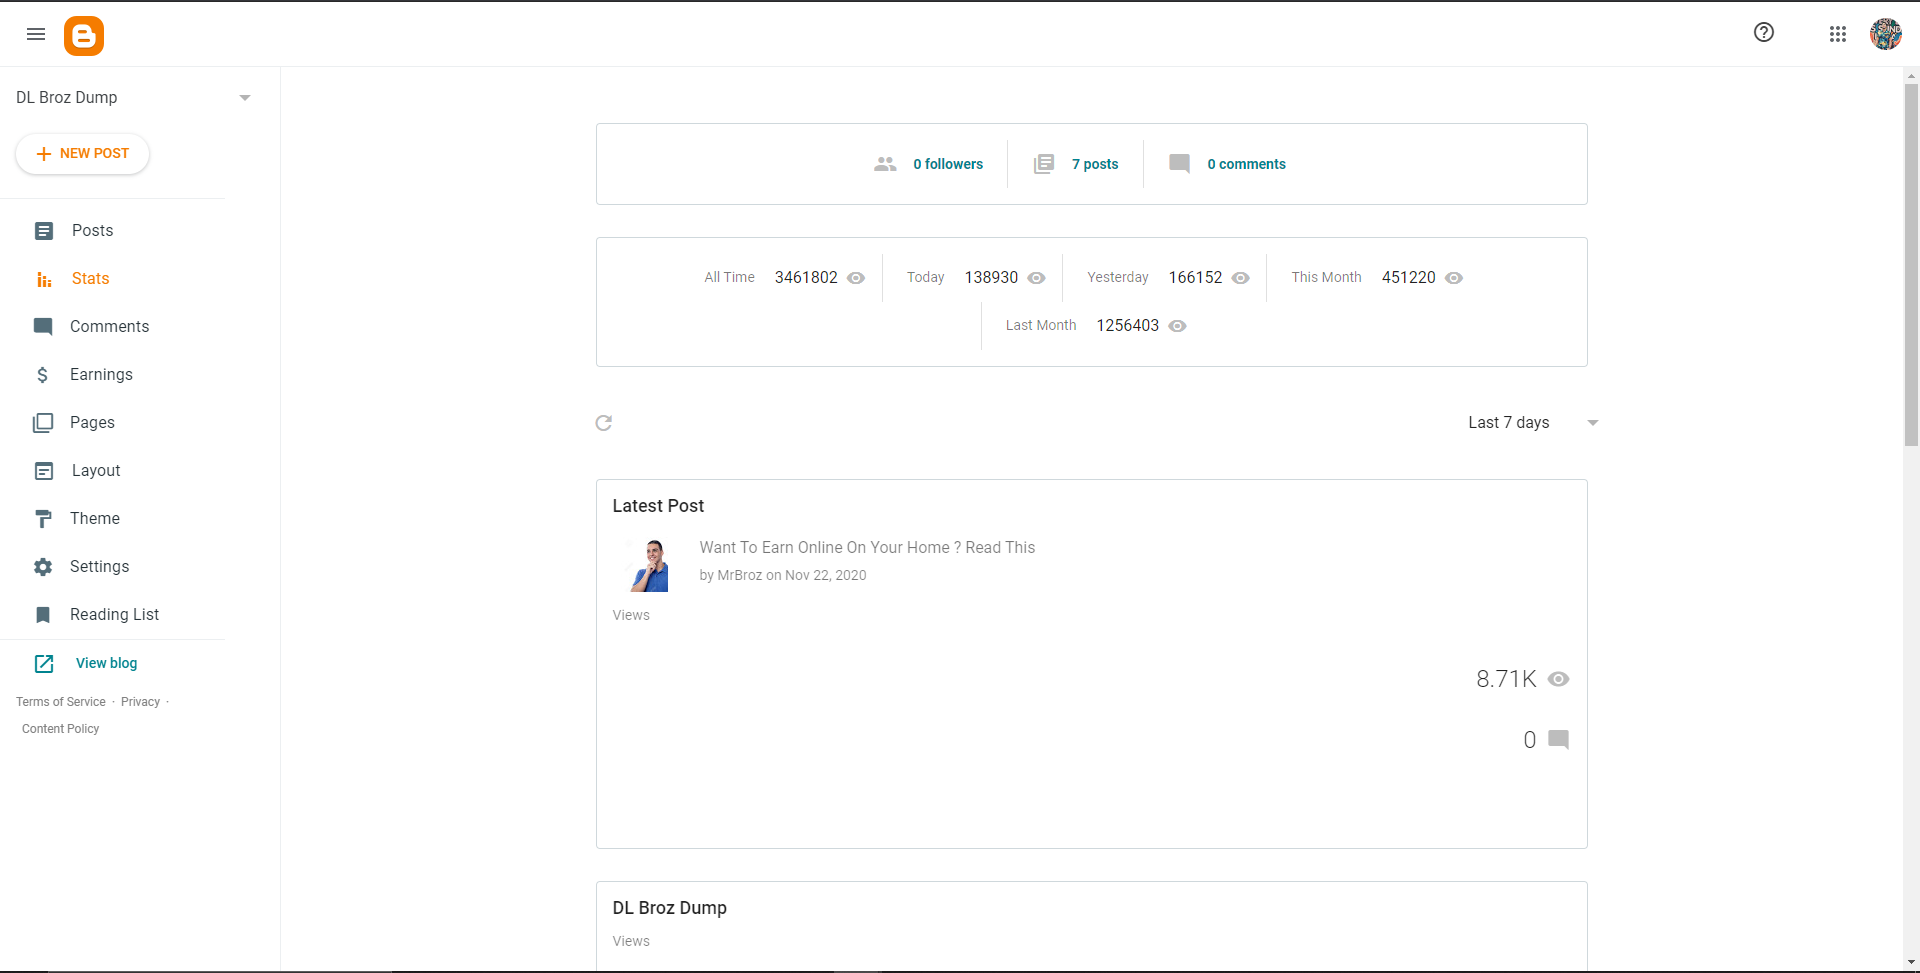 DL Broz Dump
NEW POST
Posts
Stats
Comments
Earnings
Pages
Layout
Theme
Settings
Reading List
View blog
Terms of Service · Privacy ·
Content Policy
0 followers
7 posts
0 comments
All Time 3461802
Today 138930
Yesterday 166152
This Month 451220
Last Month 1256403
Last 7 days
Latest Post
Want To Earn Online On Your Home ? Read This
by MrBroz on Nov 22, 2020
Views
8.71K
0
DL Broz Dump
Views